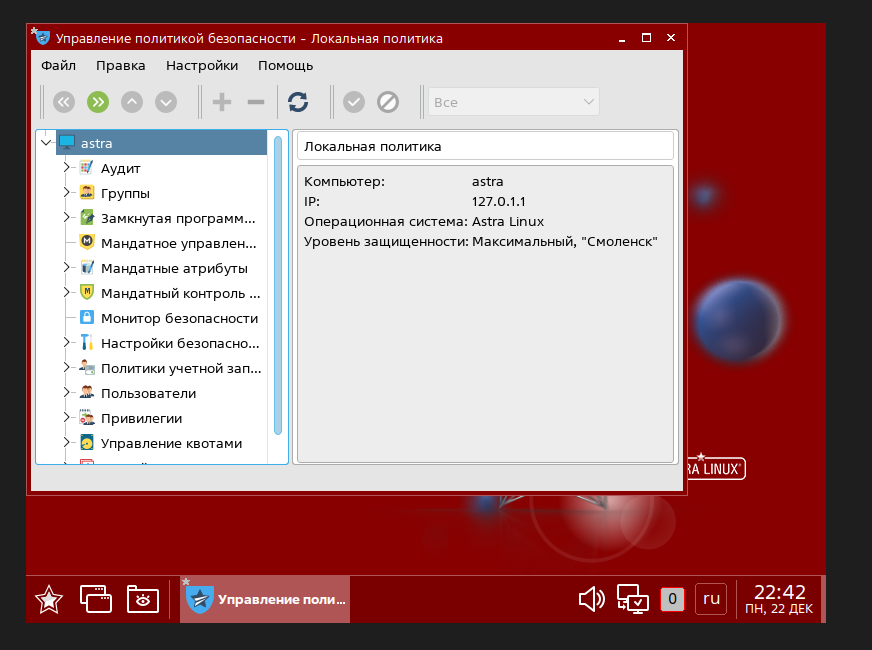 Управление политикой безопасности - Локальная политика
Файл Правка Настройки Помощь
Все
astra
Аудит
Группы
Замкнутая программ...
Мандатное управлен...
Мандатные атрибуты
Мандатный контроль ...
Монитор безопасности
Настройки безопасно...
Политики учетной зап...
Пользователи
Привилегии
Управление квотами
Локальная политика
Компьютер: astra
IP: 127.0.1.1
Операционная система: Astra Linux
Уровень защищенности: Максимальный, "Смоленск"
RA LINUX®
Управление поли...
0
ru
22:42
ПН, 22 ДЕК